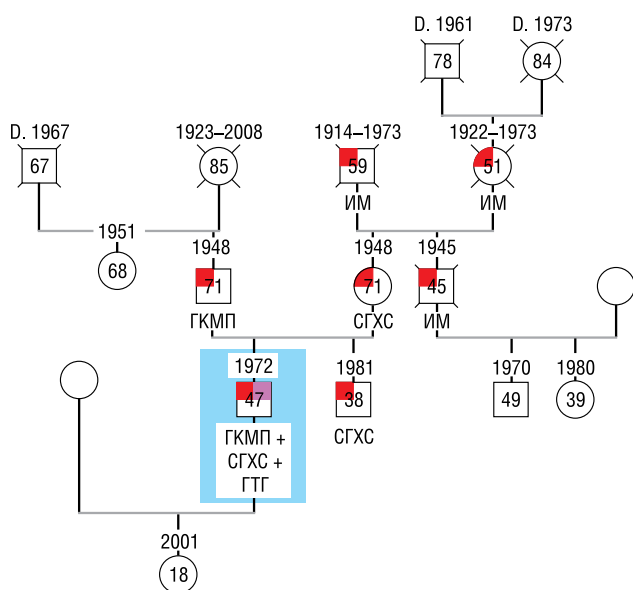 D. 1961 D. 1973
78 84
D. 1967 1923–2008 1914–1973 1922–1973
67 85 59 51
ИМ ИМ
1951 1948 1948 1945
68 71 71 45
ГКМП СГХС ИМ
1972 1981 1970 1980
47 38 49 39
ГКМП + СГХС
СГХС +
ГТГ
2001
18